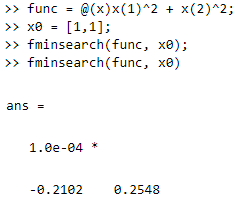 >> func = @(x)x(1)^2 + x(2)^2;
>> x0 = [1,1];
>> fminsearch(func, x0);
>> fminsearch(func, x0)
ans =
1.0e-04 *
-0.2102 0.2548